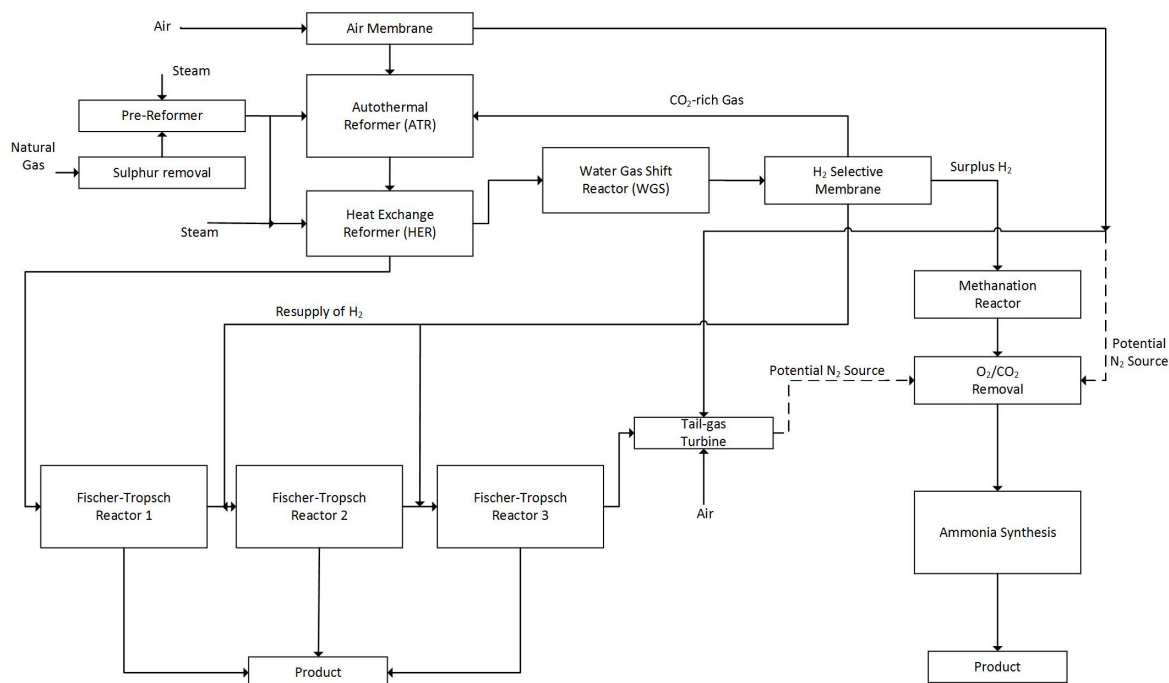 Air
Air Membrane
Steam
Pre-Reformer
Autothermal
Reformer (ATR)
CO₂-rich Gas
Natural
Gas
Sulphur removal
Water Gas Shift
Reactor (WGS)
H₂ Selective
Membrane
Surplus H₂
Steam
Heat Exchange
Reformer (HER)
Methanation
Reactor
Resupply of H₂
Potential
N₂ Source
Potential N₂ Source
O₂/CO₂
Removal
Tail-gas
Turbine
Air
Fischer-Tropsch
Reactor 1
Fischer-Tropsch
Reactor 2
Fischer-Tropsch
Reactor 3
Ammonia Synthesis
Product
Product